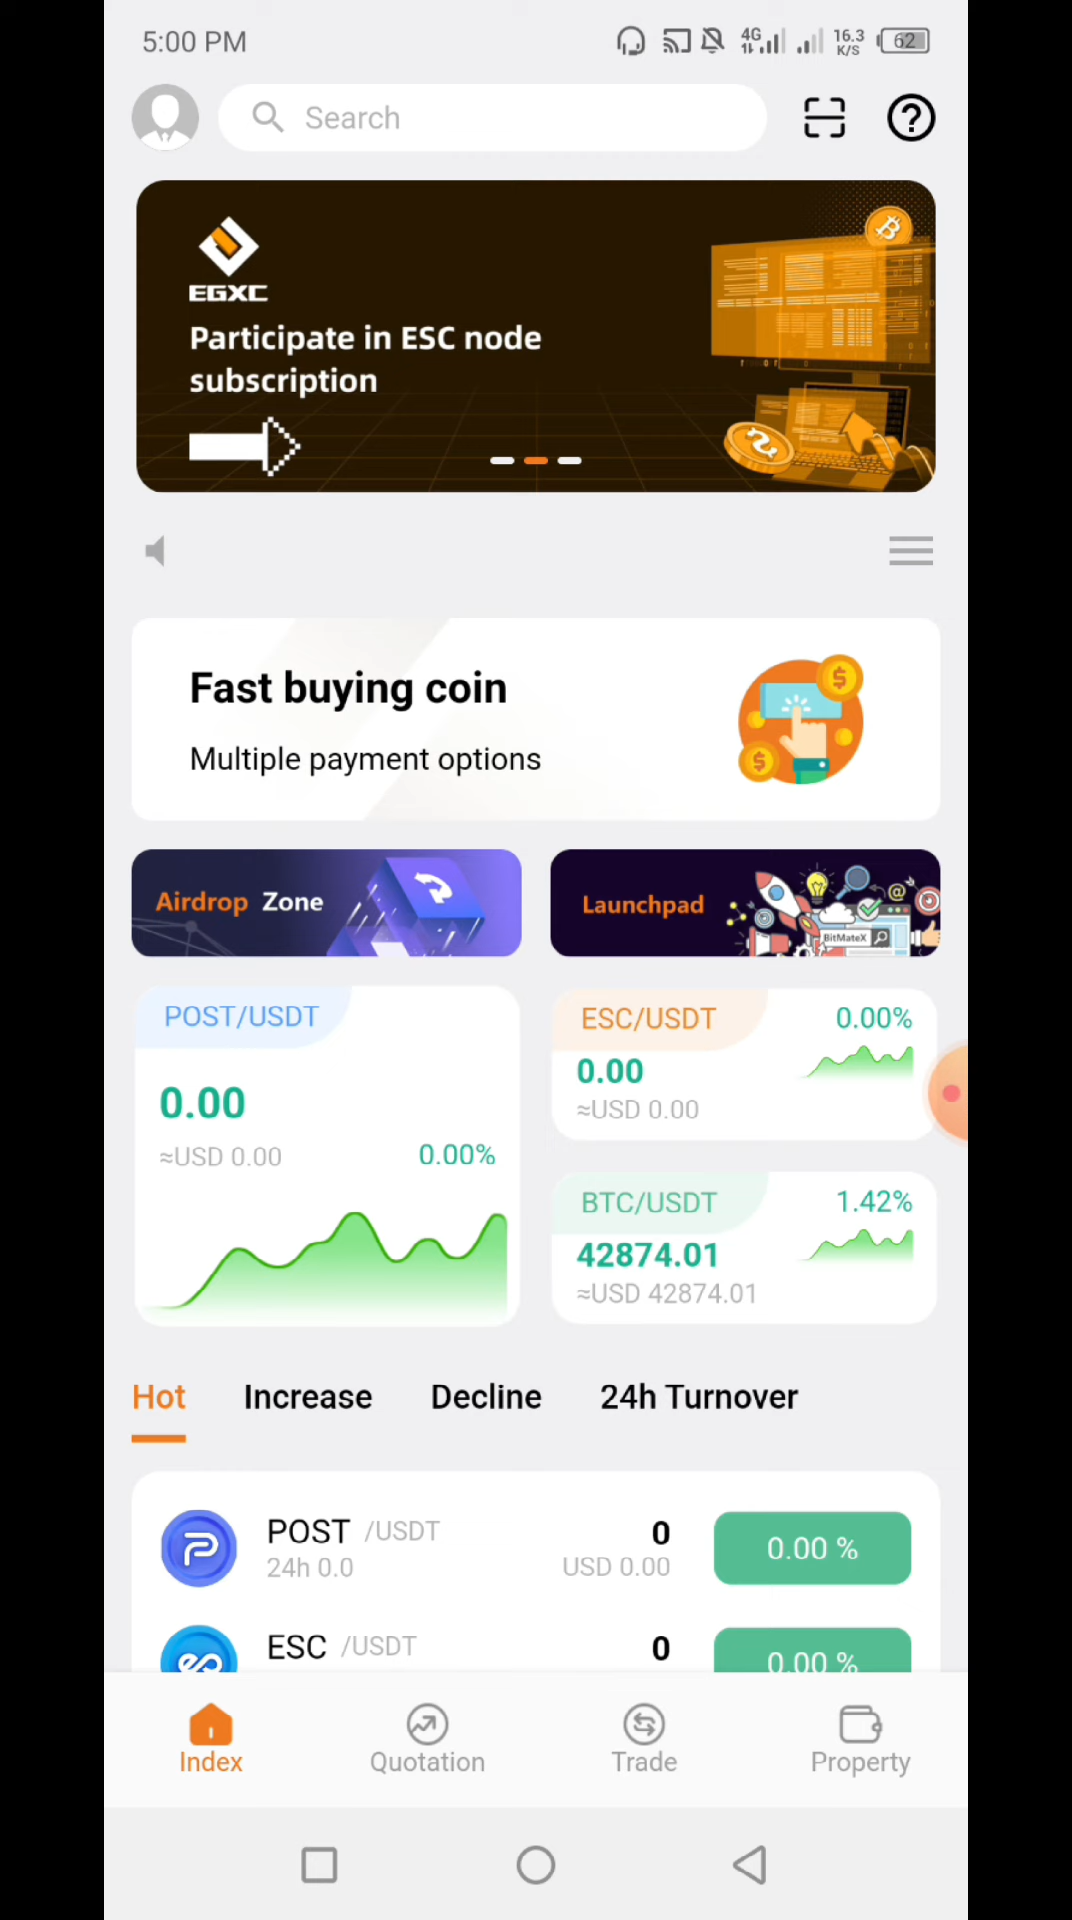 5:00 PM
4G
16.3
K/S
62
Search
EGXC
Participate in ESC node
subscription
Fast buying coin
Multiple payment options
Airdrop Zone
Launchpad
BitMateX
POST/USDT
0.00
≈USD 0.00
0.00%
ESC/USDT
0.00%
0.00
≈USD 0.00
BTC/USDT
1.42%
42874.01
≈USD 42874.01
Hot
Increase
Decline
24h Turnover
POST /USDT
0
0.00 %
24h 0.0
USD 0.00
ESC /USDT
0
0.00 %
Index
Quotation
Trade
Property